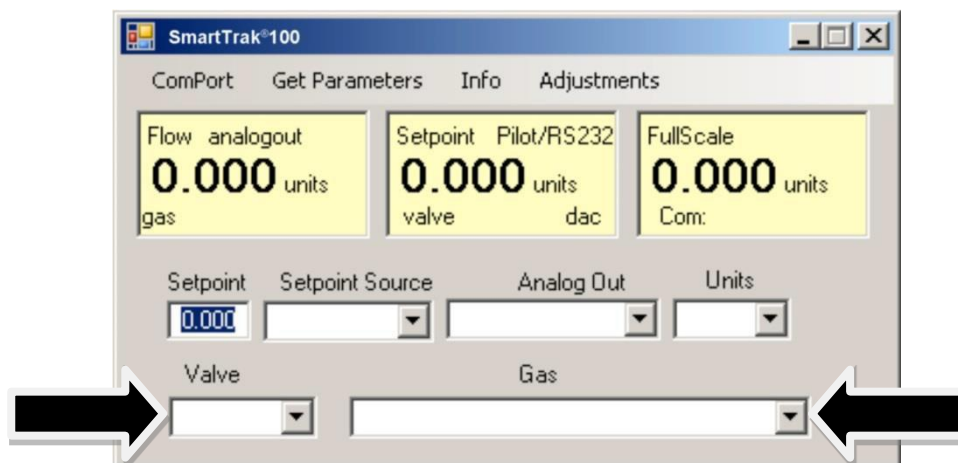 SmartTrak®100
ComPort Get Parameters Info Adjustments
Flow analogout
0.000 units
gas
Setpoint Pilot/RS232
0.000 units
valve dac
FullScale
0.000 units
Com:
Setpoint Setpoint Source Analog Out Units
0.000
Valve Gas